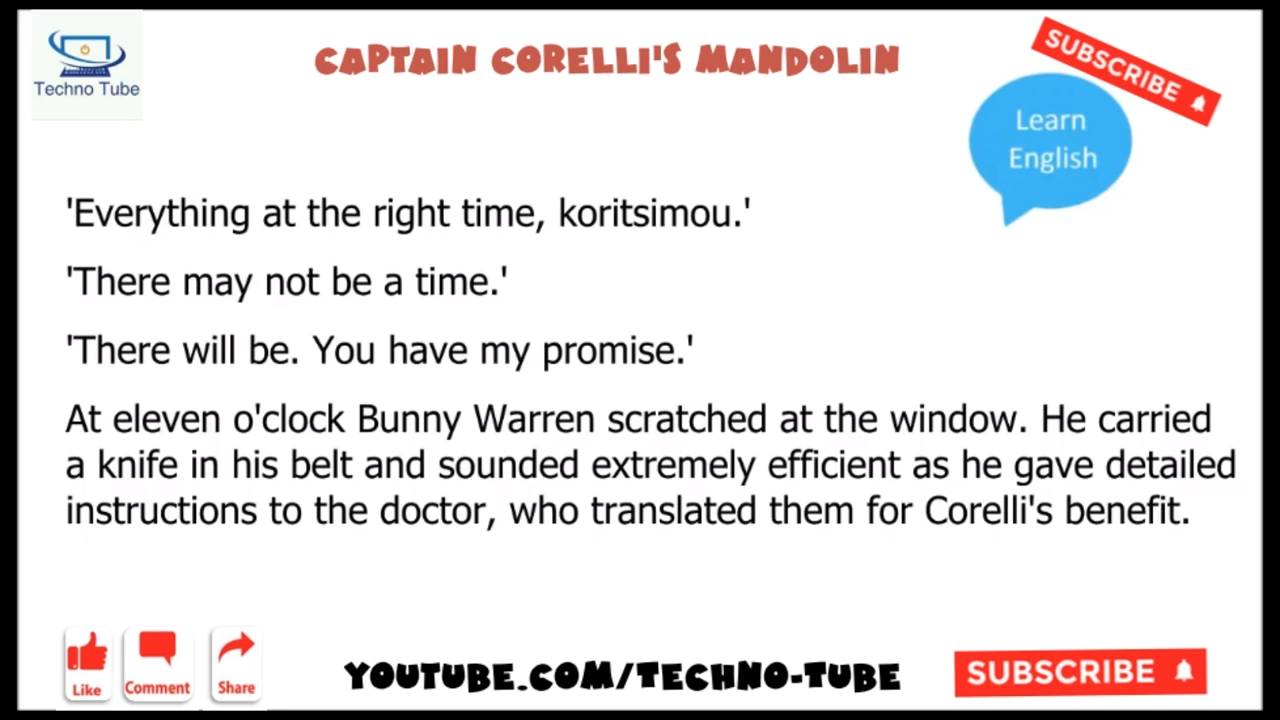 Techno Tube
CAPTAIN CORELLI'S MANDOLIN
SUBSCRIBE
Learn
English
'Everything at the right time, koritsimou.'
'There may not be a time.'
'There will be. You have my promise.'
At eleven o'clock Bunny Warren scratched at the window. He carried
a knife in his belt and sounded extremely efficient as he gave detailed
instructions to the doctor, who translated them for Corelli's benefit.
Like
Comment
Share
YOUTUBE.COM/TECHNO-TUBE
SUBSCRIBE